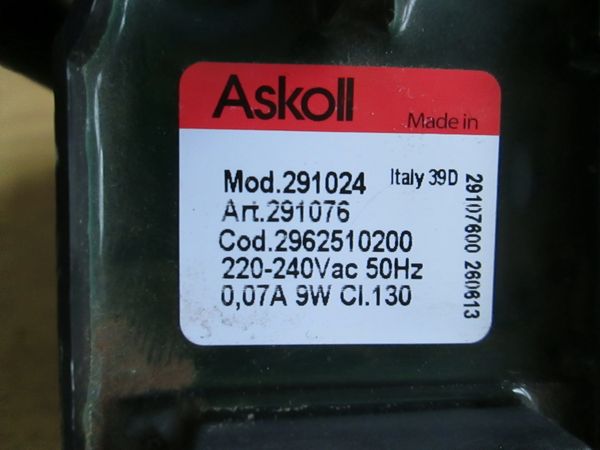 Askoll
Made in
Italy 39D
Mod.291024
Art.291076
Cod.2962510200
220-240Vac 50Hz
0,07A 9W Cl.130
29107600 260613